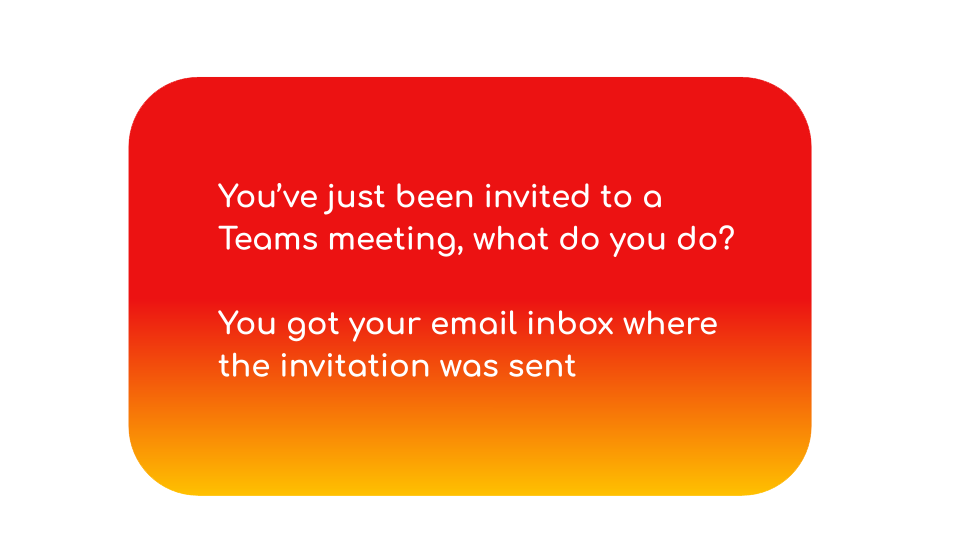 You’ve just been invited to a
Teams meeting, what do you do?
You got your email inbox where
the invitation was sent